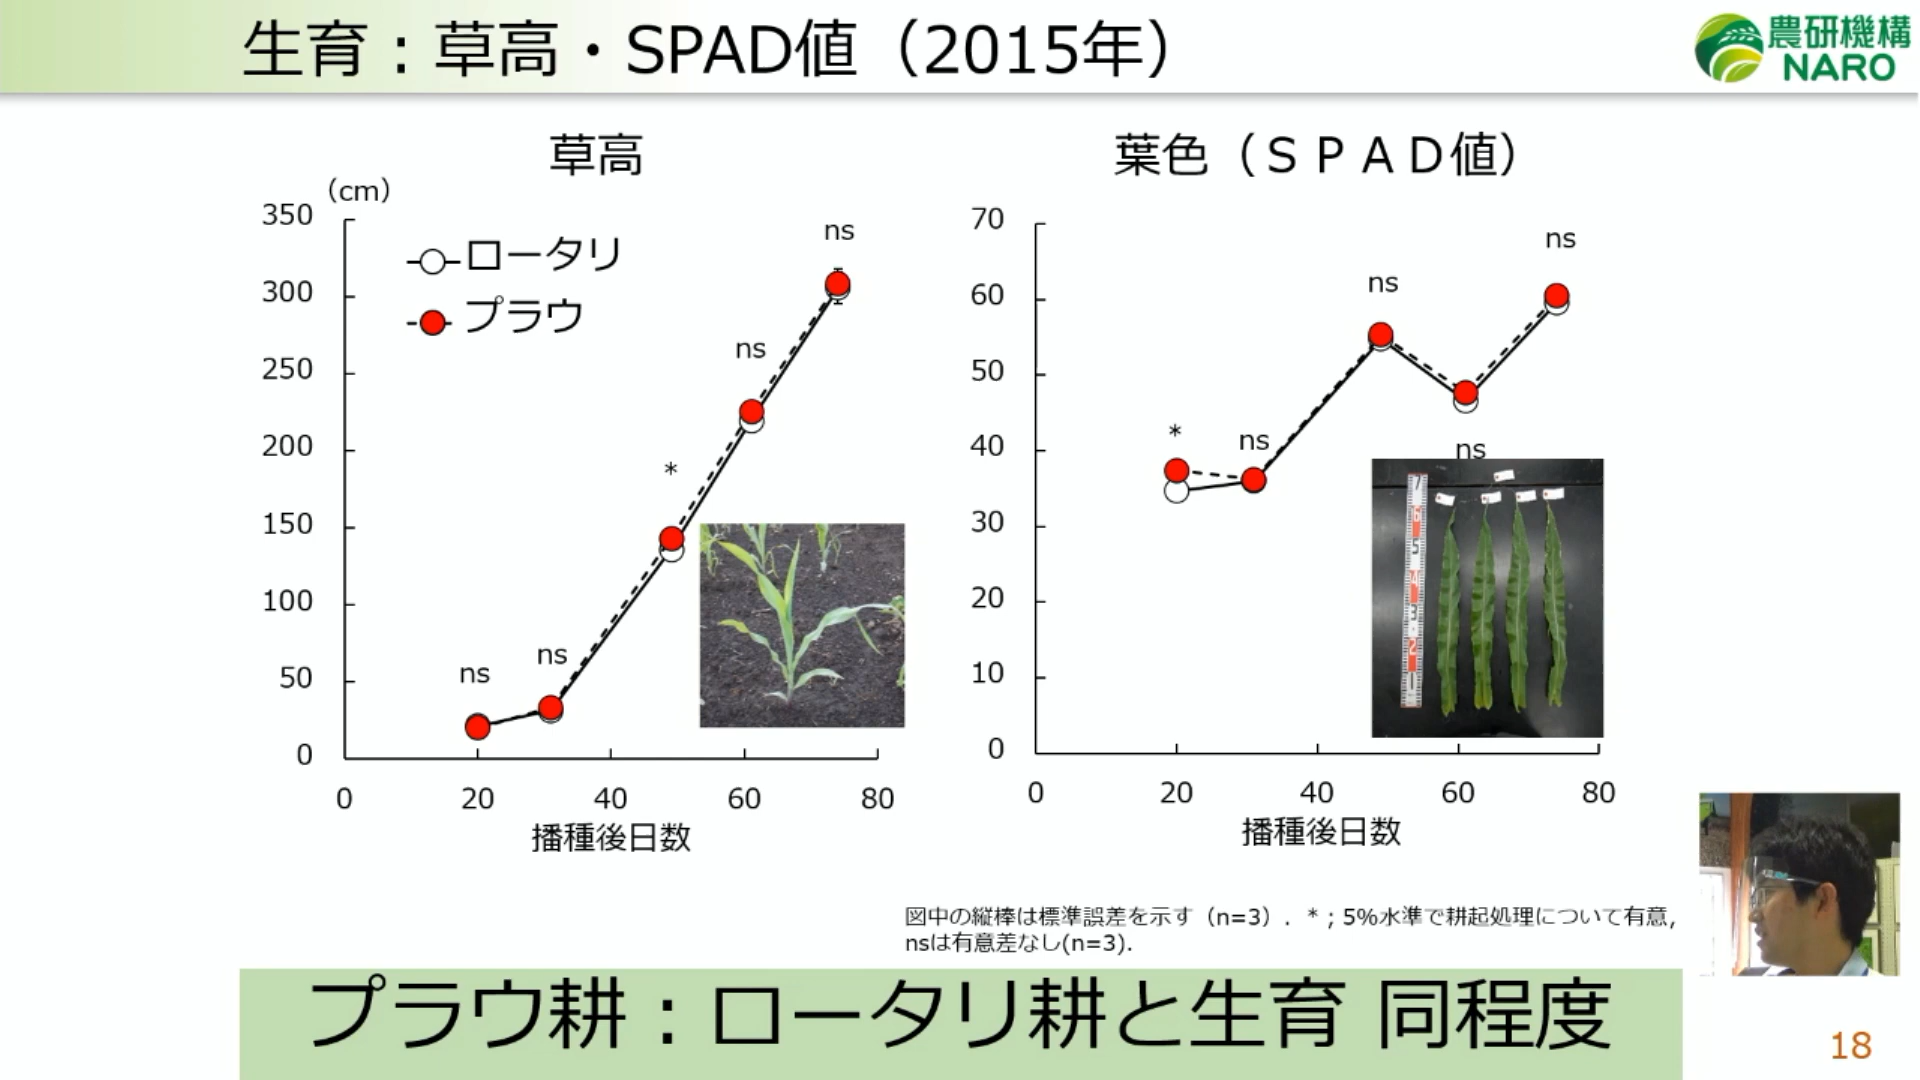 生育：草高・SPAD値（2015年）
農研機構
NARO
草高
（cm）
350
300
250
200
150
100
50
0
ロータリ
プラウ
ns
ns
*
ns
ns
0 20 40 60 80
播種後日数
葉色（ＳＰＡＤ値）
70
60
50
40
30
20
10
0
*
ns
ns
ns
ns
7
6
5
4
3
2
1
0 20 40 60 80
播種後日数
図中の縦棒は標準誤差を示す（n=3）．*；5%水準で耕起処理について有意，
nsは有意差なし(n=3).
プラウ耕：ロータリ耕と生育 同程度
18